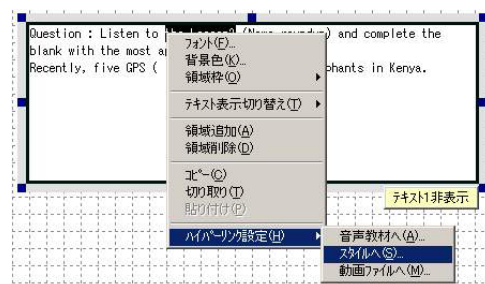 Question : Listen to the Lesson2 (News roundup) and complete the
blank with the most a
Recently, five GPS (
phants in Kenya.
フォント(F)...
背景色(K)...
領域枠(O)
テキスト表示切り替え(T)
領域追加(A)
領域削除(D)
コピー(C)
切り取り(T)
貼り付け(P)
ハイパーリンク設定(H)
テキスト1非表示
音声教材へ(A)...
スタイルへ(S)...
動画ファイルへ(M)...